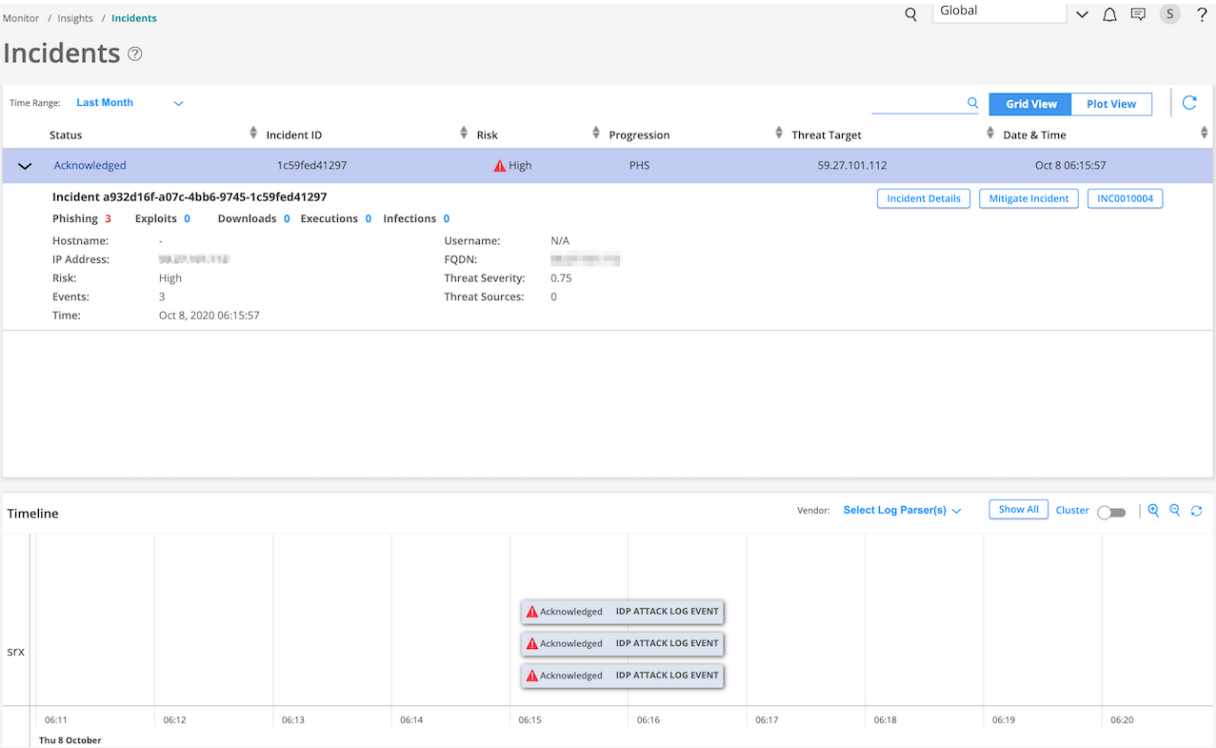 Monitor / Insights / Incidents
Global
S ?
Incidents ?
Time Range: Last Month
Grid View Plot View
Status Incident ID Risk Progression Threat Target Date & Time
Acknowledged 1c59fed41297 High PHS 59.27.101.112 Oct 8 06:15:57
Incident a932d16f-a07c-4bb6-9745-1c59fed41297 Incident Details Mitigate Incident INC0010004
Phishing 3 Exploits 0 Downloads 0 Executions 0 Infections 0
Hostname: - Username: N/A
IP Address: FQDN:
Risk: High Threat Severity: 0.75
Events: 3 Threat Sources: 0
Time: Oct 8, 2020 06:15:57
Timeline Vendor: Select Log Parser(s) Show All Cluster
Acknowledged IDP ATTACK LOG EVENT
Acknowledged IDP ATTACK LOG EVENT
srx
Acknowledged IDP ATTACK LOG EVENT
06:11 06:12 06:13 06:14 06:15 06:16 06:17 06:18 06:19 06:20
Thu 8 October